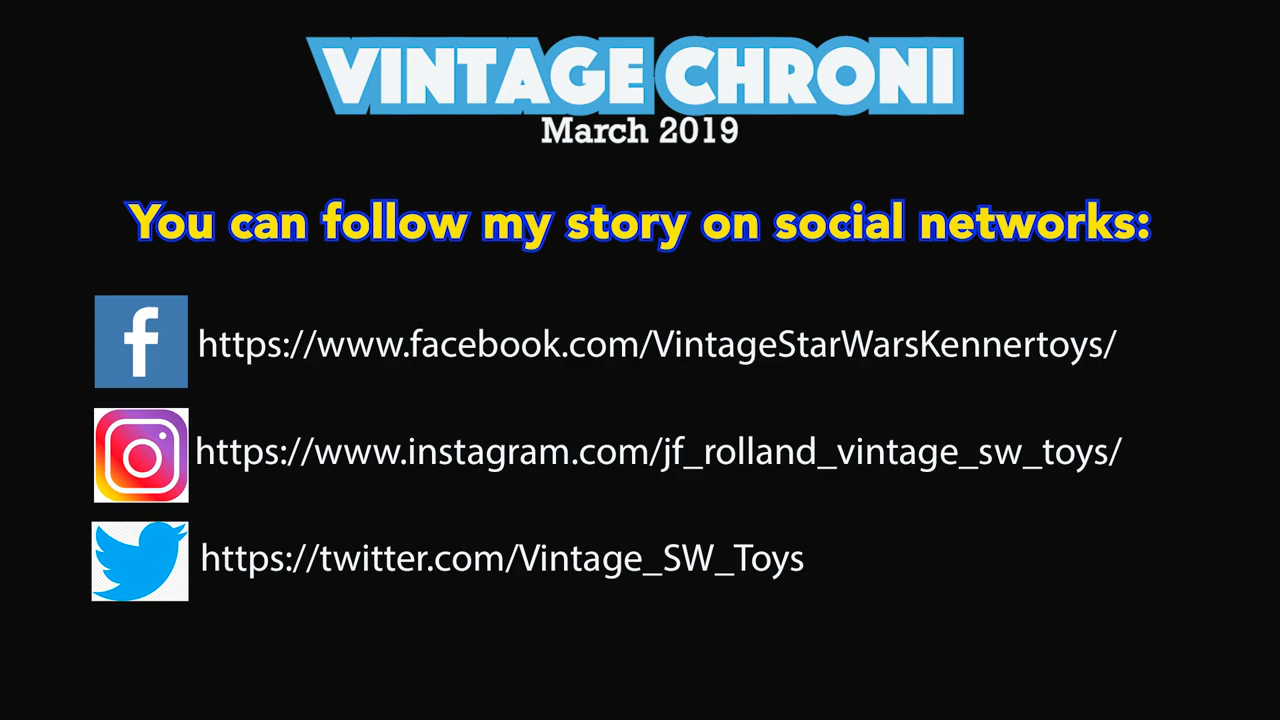 VINTAGE CHRONI
March 2019
You can follow my story on social networks:
https://www.facebook.com/VintageStarWarsKennertoys/
https://www.instagram.com/jf_rolland_vintage_sw_toys/
https://twitter.com/Vintage_SW_Toys